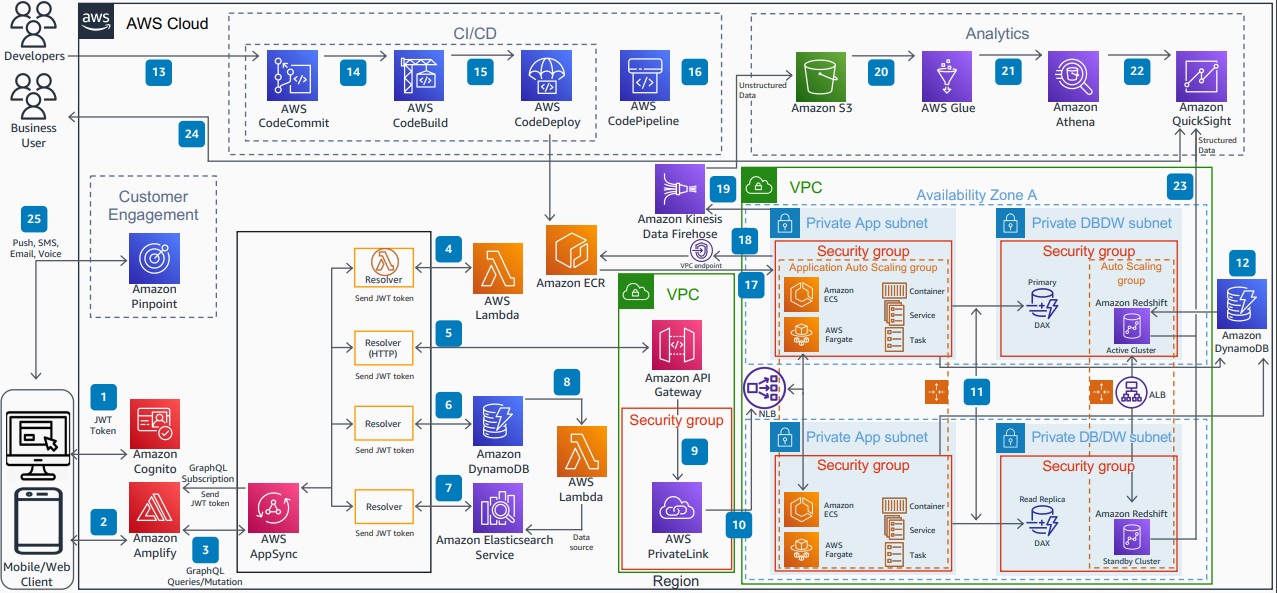 Developers
Business
User
aws
AWS Cloud
CI/CD
13
AWS
CodeCommit
14
AWS
CodeBuild
15
AWS
CodeDeploy
AWS
CodePipeline
16
24
Analytics
Unstructured
Data
Amazon S3
20
AWS Glue
21
Amazon
Athena
22
Amazon
QuickSight
Structured
Data
23
25
Push, SMS,
Email, Voice
Customer
Engagement
Amazon
Pinpoint
Mobile/Web
Client
1
JWT
Token
Amazon
Cognito
2
Amazon
Amplify
GraphQL
Subscription
Send
JWT token
3
GraphQL
Queries/Mutation
AWS
AppSync
Resolver
Send JWT token
4
AWS
Lambda
Resolver
(HTTP)
Send JWT token
5
Resolver
Send JWT token
6
Amazon
DynamoDB
8
AWS
Lambda
Resolver
Send JWT token
7
Amazon Elasticsearch
Service
Data
source
Amazon ECR
Amazon Kinesis
Data Firehose
19
VPC endpoint
18
17
VPC
Amazon API
Gateway
Security group
9
AWS
PrivateLink
Region
10
NLB
VPC
Availability Zone A
Private App subnet
Security group
Application Auto Scaling group
Amazon
ECS
AWS
Fargate
Container
Service
Task
Private DBDW subnet
Security group
Primary
DAX
Auto Scaling
group
Amazon Redshift
Active Cluster
12
Amazon
DynamoDB
11
ALB
Private App subnet
Security group
Amazon
ECS
AWS
Fargate
Container
Service
Task
Private DB/DW subnet
Security group
Read Replica
DAX
Amazon Redshift
Standby Cluster